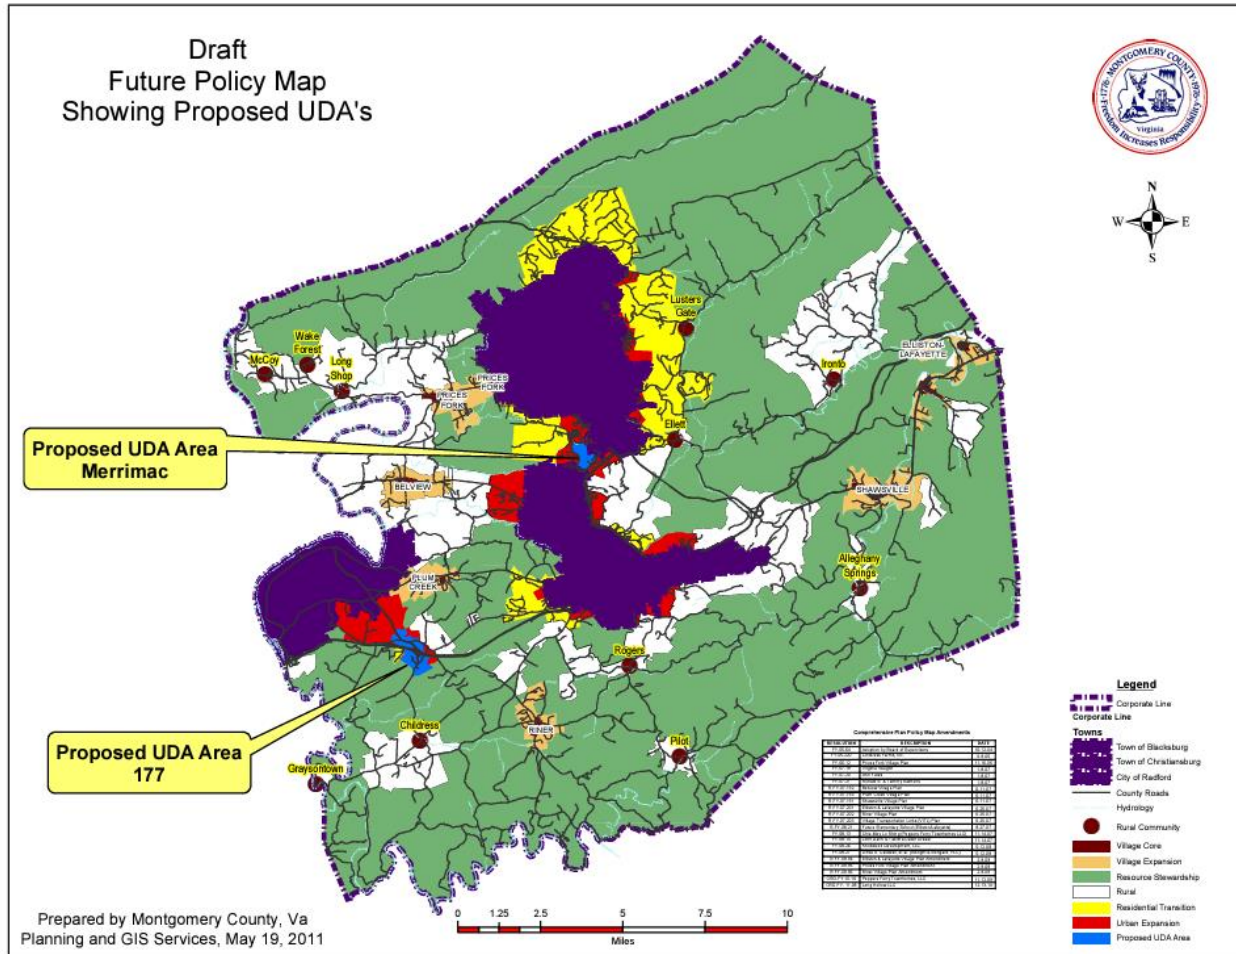 Draft
Future Policy Map
Showing Proposed UDA's
MONTGOMERY COUNTY
1776
1976
Virginia
Freedom Increases Responsibility
N
W E
S
Lusters
Gate
Wake
Forest
McCoy
Long
Shop
ELLISTON-
LAFAYETTE
Ironto
PRICES
FORK
PRICES
FORK
Ellett
Proposed UDA Area
Merrimac
BELVIEW
SHAWSVILLE
Alleghany
Springs
PLUM
CREEK
Rogers
Proposed UDA Area
177
Childress
RINER
Pilot
Graysontown
Legend
Corporate Line
Corporate Line
Towns
Town of Blacksburg
Town of Christiansburg
City of Radford
County Roads
Hydrology
Rural Community
Village Core
Village Expansion
Resource Stewardship
Rural
Residential Transition
Urban Expansion
Proposed UDA Area
Comprehensive Plan Policy Map Amendments
RESOLUTION DESCRIPTION DATE
0 1.25 2.5 5 7.5 10
Miles
Prepared by Montgomery County, Va
Planning and GIS Services, May 19, 2011